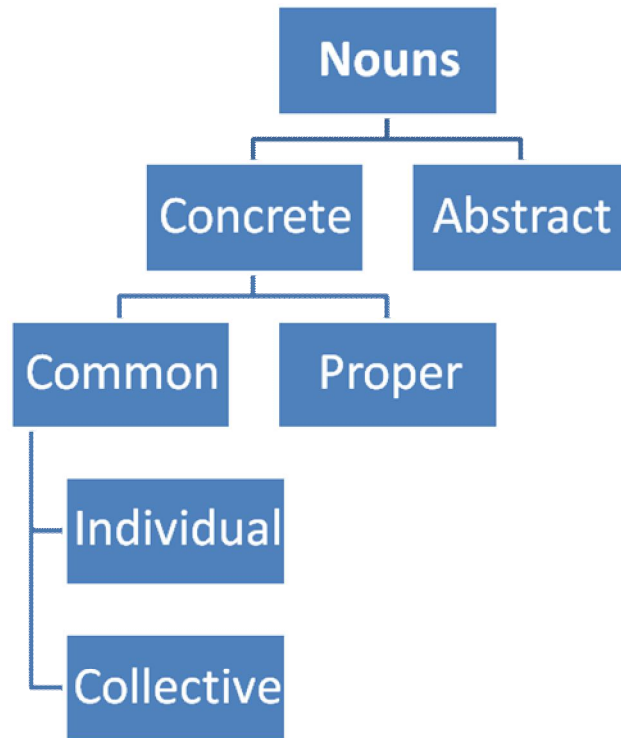 Nouns
Concrete
Abstract
Common
Proper
Individual
Collective